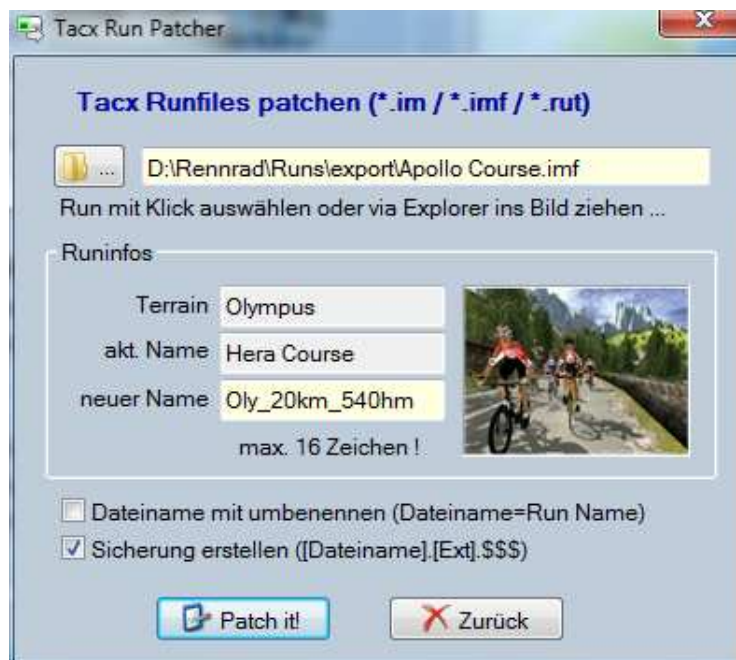 Tacx Run Patcher
X
Tacx Runfiles patchen (*.im / *.imf / *.rut)
... D:\Rennrad\Runs\export\Apollo Course.imf
Run mit Klick auswählen oder via Explorer ins Bild ziehen ...
Runinfos
Terrain Olympus
akt. Name Hera Course
neuer Name Oly_20km_540hm
max. 16 Zeichen !
Dateiname mit umbenennen (Dateiname=Run Name)
Sicherung erstellen ([Dateiname].[Ext].$$$)
Patch it! Zurück